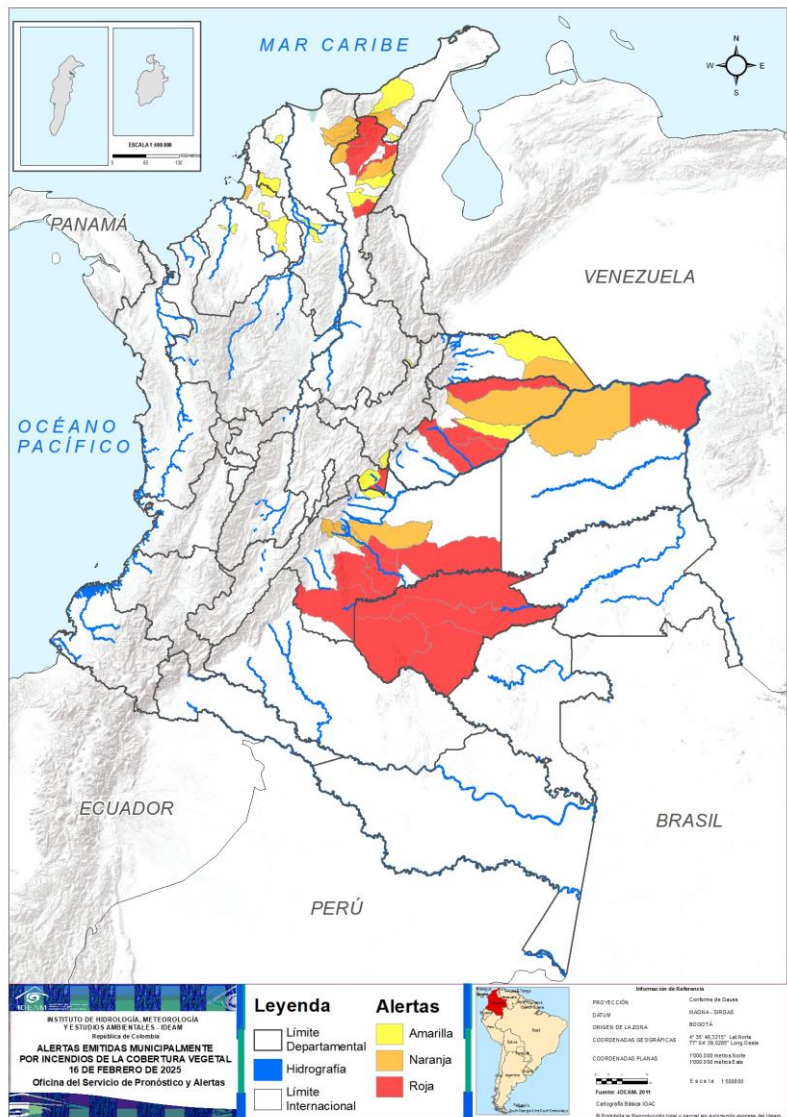 MAR CARIBE
N
W
E
S
ESCALA 1:400.000
PANAMÁ
VENEZUELA
OCÉANO
PACÍFICO
ECUADOR
BRASIL
PERÚ
IDEAM
INSTITUTO DE HIDROLOGÍA, METEOROLOGÍA
Y ESTUDIOS AMBIENTALES - IDEAM
República de Colombia
ALERTAS EMITIDAS MUNICIPALMENTE
POR INCENDIOS DE LA COBERTURA VEGETAL
16 DE FEBRERO DE 2025
Oficina del Servicio de Pronóstico y Alertas
Leyenda
Límite
Departamental
Hidrografía
Límite
Internacional
Alertas
Amarilla
Naranja
Roja
Información de Referencia
PROYECCIÓN Conforme de Gauss
DATUM MAGNA - SIRGAS
ORIGEN DE LA ZONA BOGOTÁ
COORDENADAS GEOGRÁFICAS
COORDENADAS PLANAS 1'000.000 metros Norte
1'000.000 metros Este
Escala
Fuente: IDEAM- 2011
Cartografía Básica: IGAC